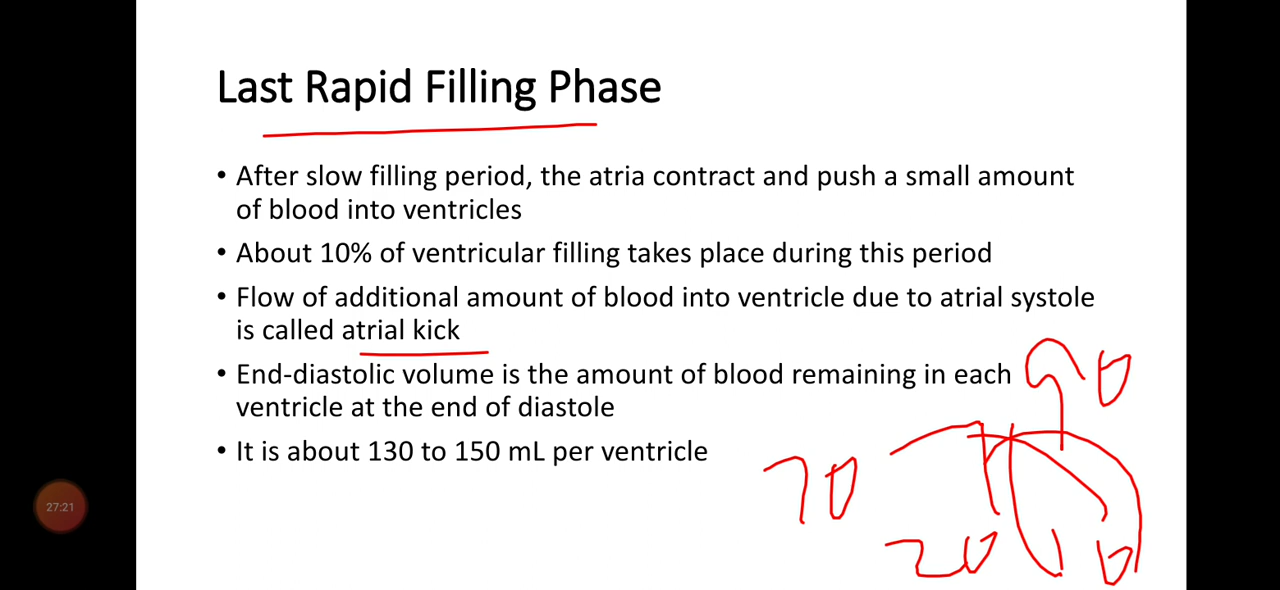 Last Rapid Filling Phase
• After slow filling period, the atria contract and push a small amount
of blood into ventricles
• About 10% of ventricular filling takes place during this period
• Flow of additional amount of blood into ventricle due to atrial systole
is called atrial kick
• End-diastolic volume is the amount of blood remaining in each
ventricle at the end of diastole
• It is about 130 to 150 mL per ventricle
90
70
20
10
27:21